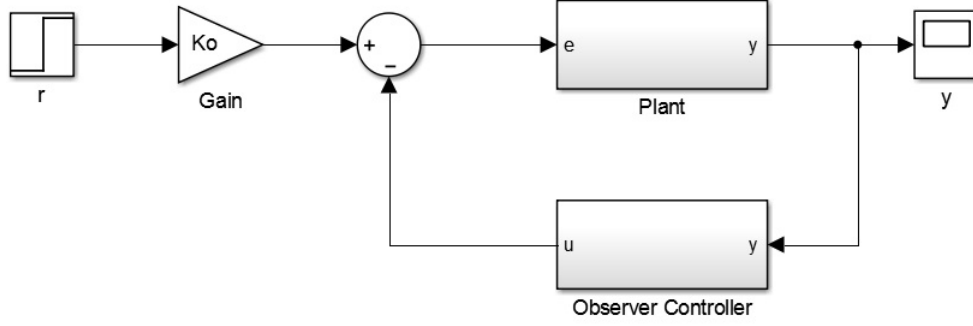 r
Ko
Gain
+
−
e
y
Plant
y
u
y
Observer Controller